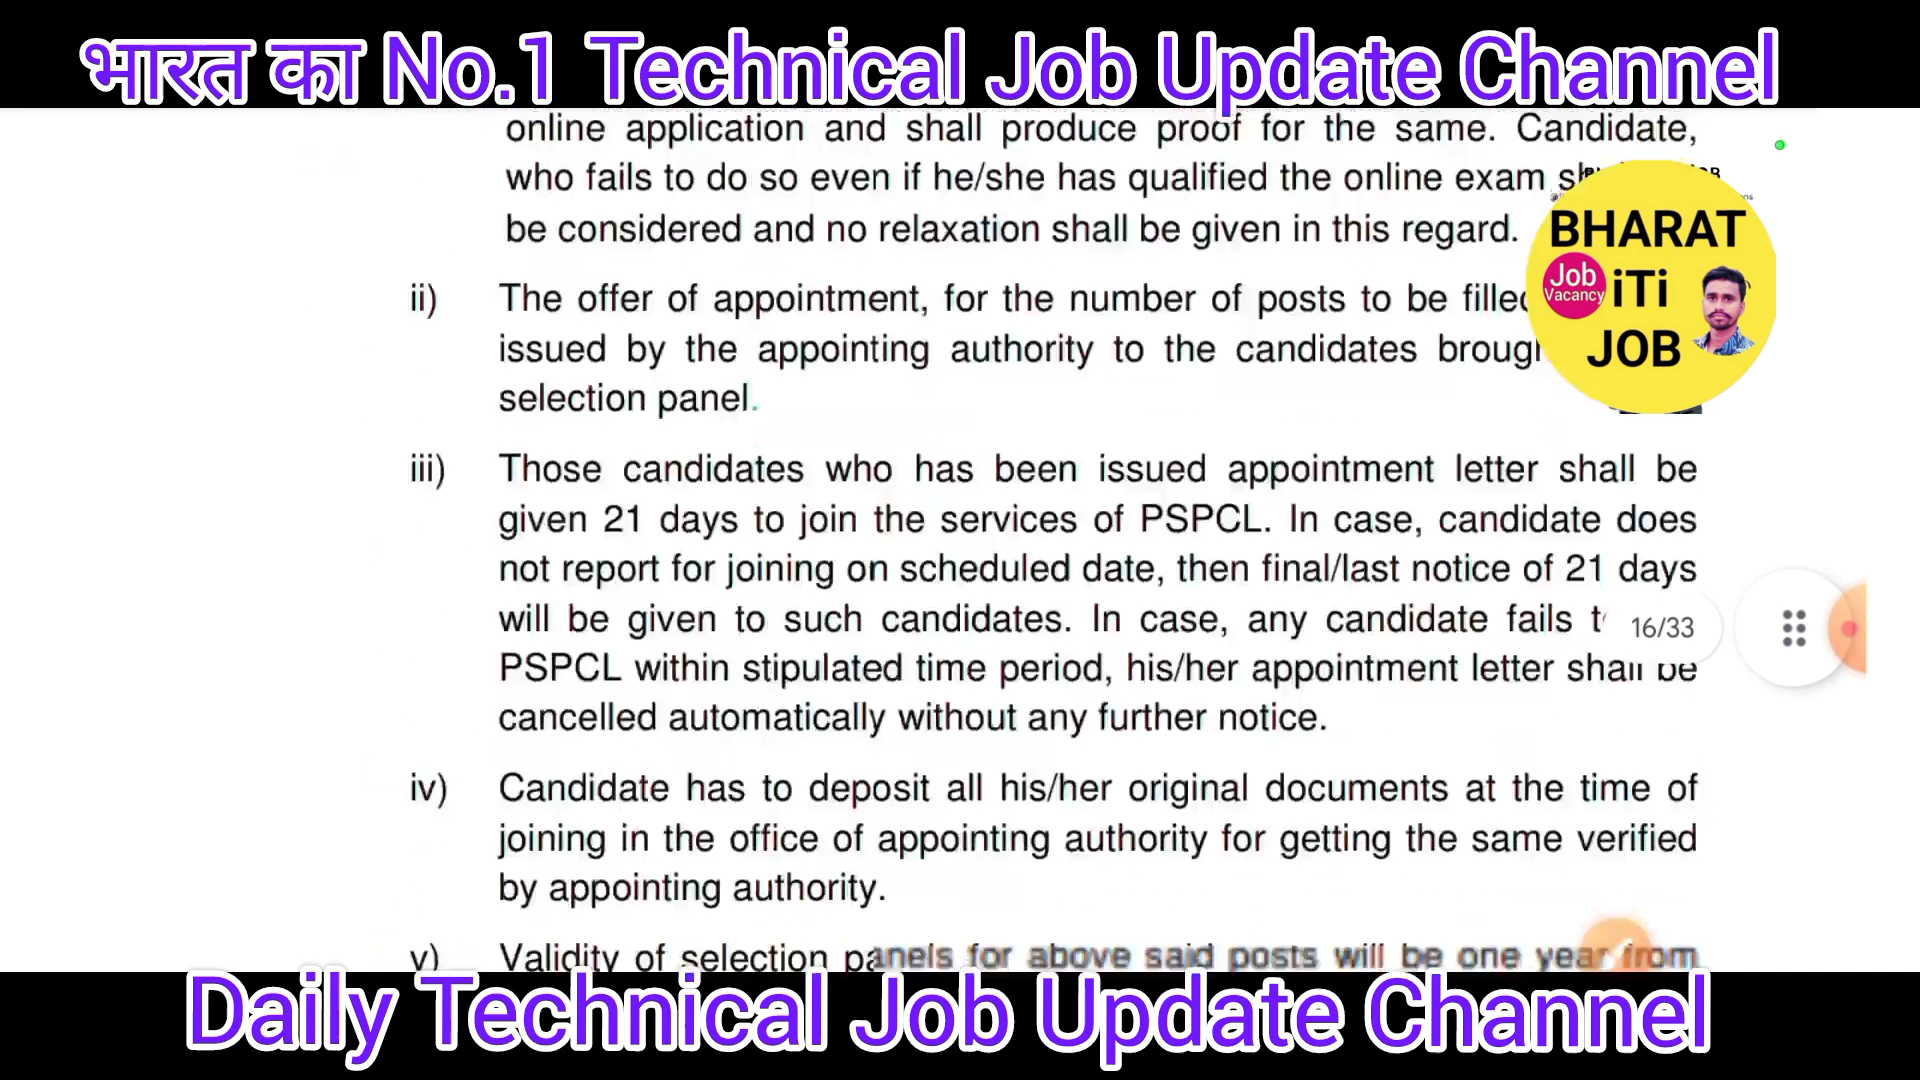 भारत का No.1 Technical Job Update Channel
online application and shall produce proof for the same. Candidate,
who fails to do so even if he/she has qualified the online exam
be considered and no relaxation shall be given in this regard.
BHARAT
Job
Vacancy
iTi
JOB
ii) The offer of appointment, for the number of posts to be
issued by the appointing authority to the candidates
selection panel.
iii) Those candidates who has been issued appointment letter shall be
given 21 days to join the services of PSPCL. In case, candidate does
not report for joining on scheduled date, then final/last notice of 21 days
will be given to such candidates. In case, any candidate fails
16/33
PSPCL within stipulated time period, his/her appointment letter shall be
cancelled automatically without any further notice.
iv) Candidate has to deposit all his/her original documents at the time of
joining in the office of appointing authority for getting the same verified
by appointing authority.
v) Validity of selection panels for above said posts will be one year from
Daily Technical Job Update Channel